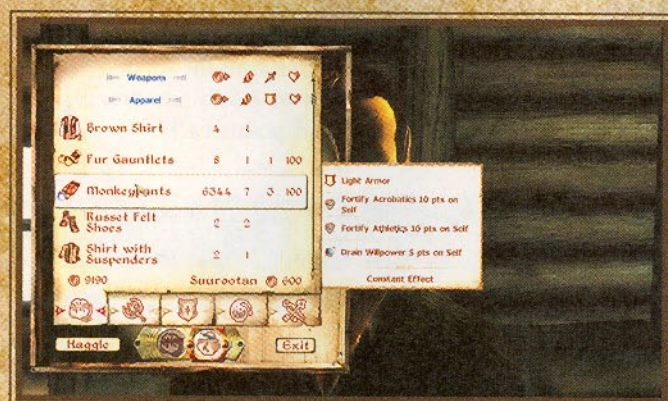 Weapons
Apparel
Brown Shirt 4 1
Fur Gauntlets 8 1 1 100
Monkeypants 6344 7 3 100
Russet Felt
Shoes 2 2
Shirt with
Suspenders 2 1
9190 Suurootan 600
Haggle Exit
Light Armor
Fortify Acrobatics 10 pts on
Self
Fortify Athletics 10 pts on Self
Drain Willpower 5 pts on Self
Constant Effect